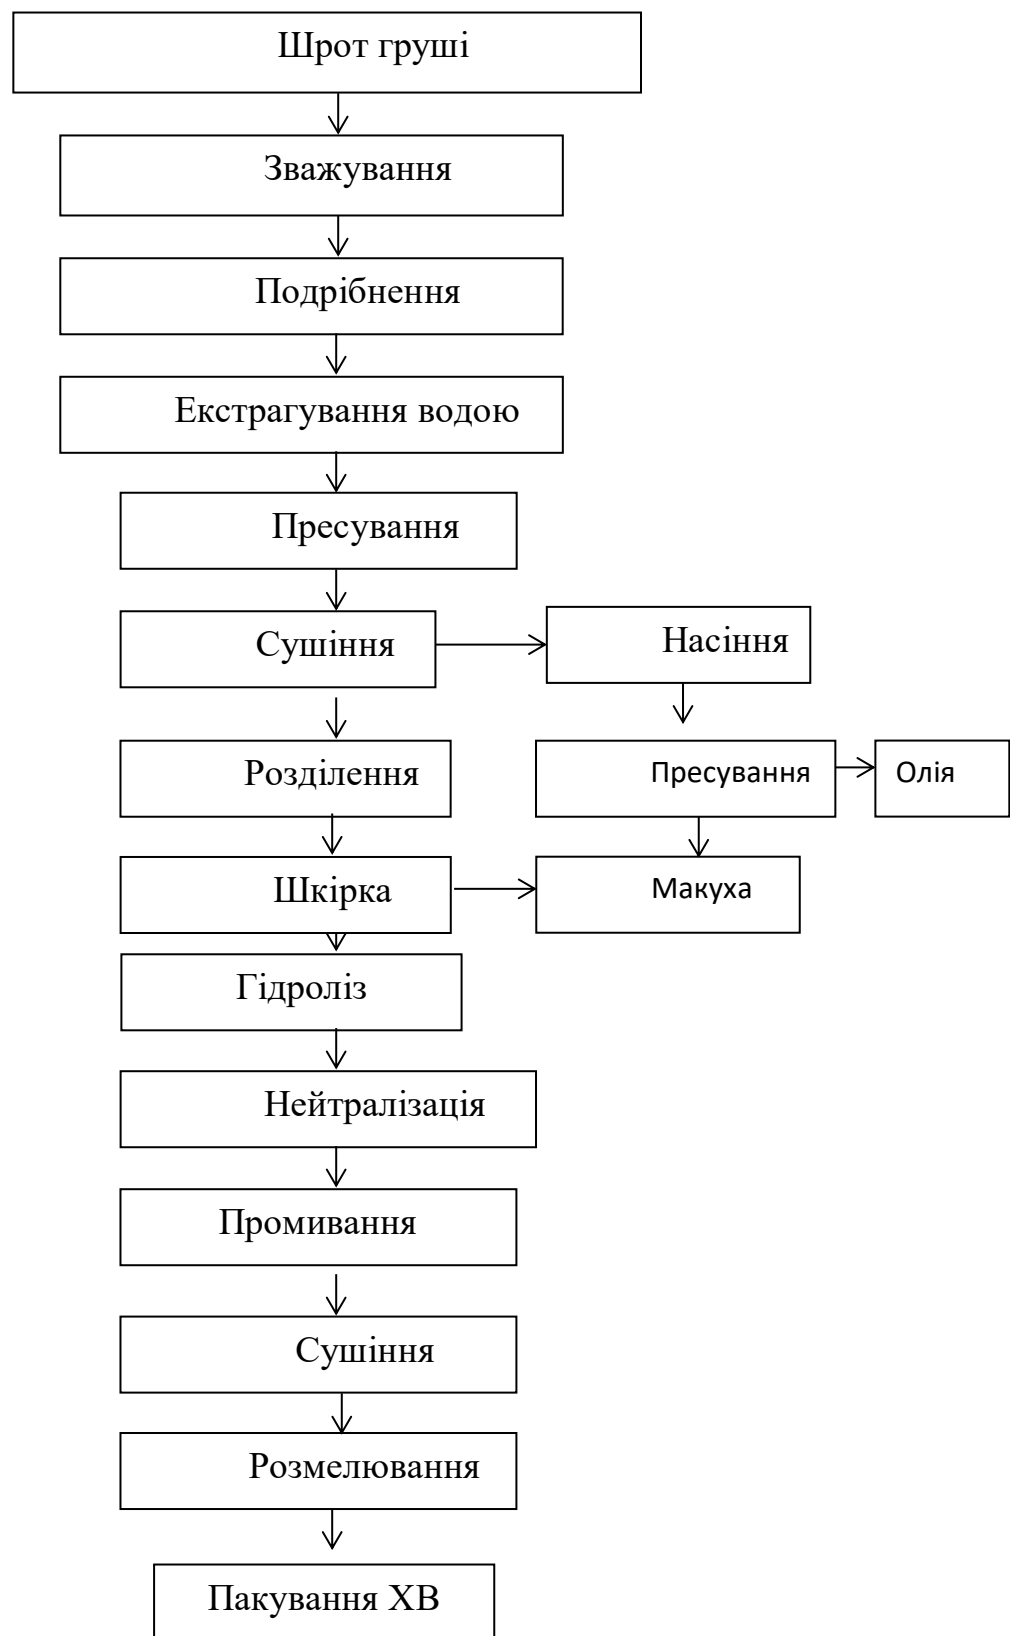 Шрот груші
Зважування
Подрібнення
Екстрагування водою
Пресування
Сушіння
Насіння
Розділення
Пресування
Олія
Шкірка
Макуха
Гідроліз
Нейтралізація
Промивання
Сушіння
Розмелювання
Пакування ХВ